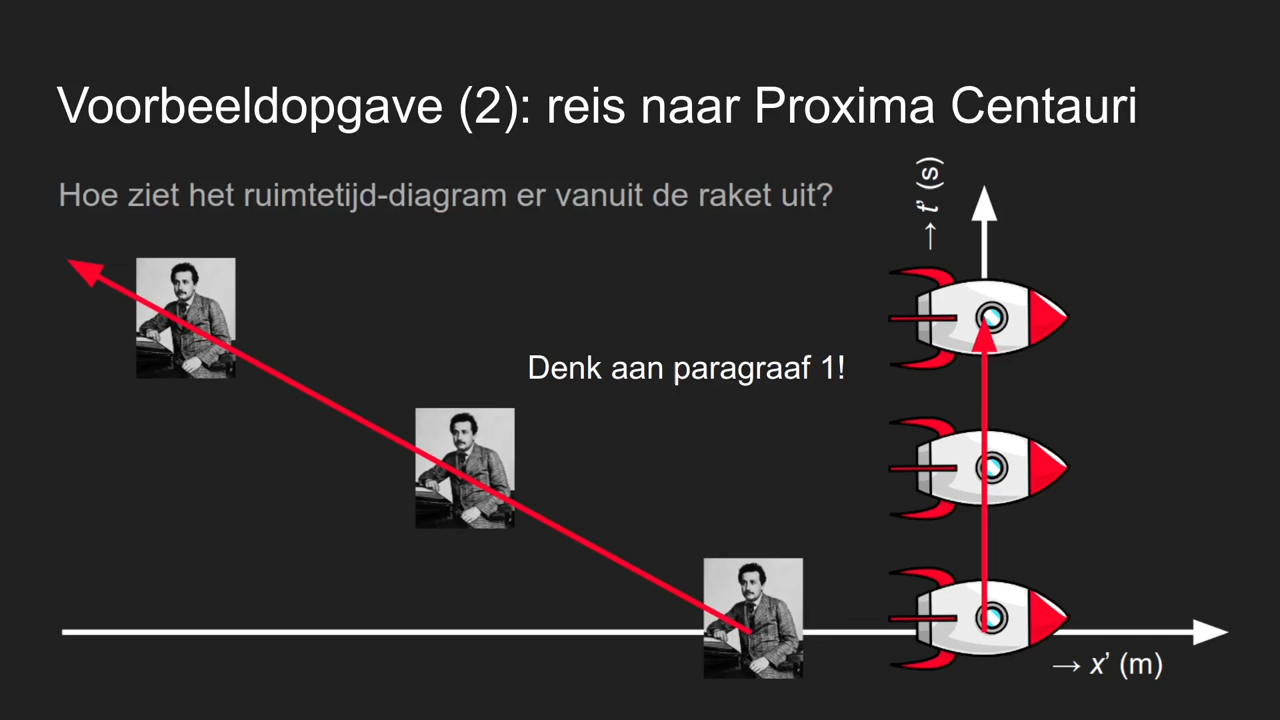 Voorbeeldopgave (2): reis naar Proxima Centauri
Hoe ziet het ruimtetijd-diagram er vanuit de raket uit?
→ t' (s)
Denk aan paragraaf 1!
→ x’ (m)